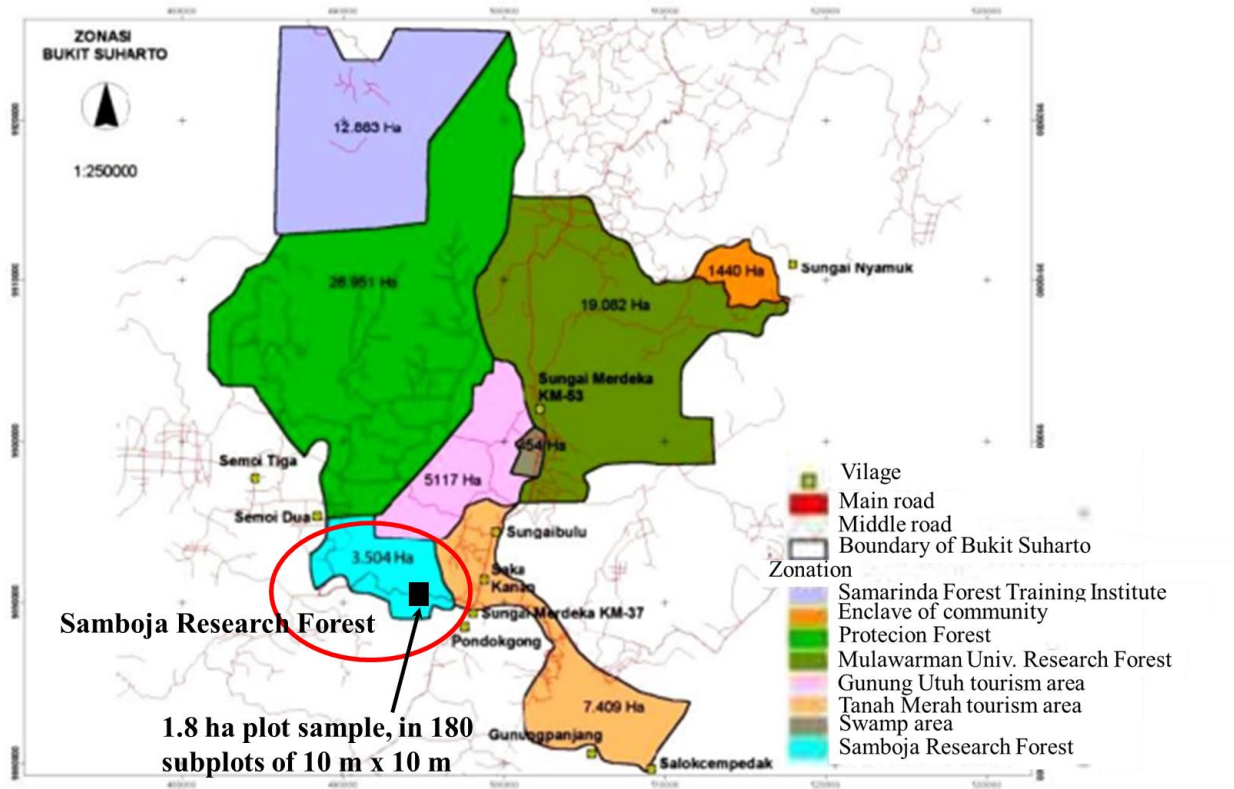 ZONASI
BUKIT SUHARTO
1:250000
12.883 Ha
26.951 Ha
1440 Ha
Sungai Nyamuk
19.082 Ha
Sungai Merdeka
KM-53
454 Ha
Semoi Tiga
5117 Ha
Semoi Dua
Sungaibulu
3.504 Ha
Saka
Kanan
Samboja Research Forest
Sungai Merdeka KM-37
Pondokgong
7.409 Ha
1.8 ha plot sample, in 180
subplots of 10 m x 10 m
Gunungpanjang
Salokcempedak
Vilage
Main road
Middle road
Boundary of Bukit Suharto
Zonation
Samarinda Forest Training Institute
Enclave of community
Protecion Forest
Mulawarman Univ. Research Forest
Gunung Utuh tourism area
Tanah Merah tourism area
Swamp area
Samboja Research Forest